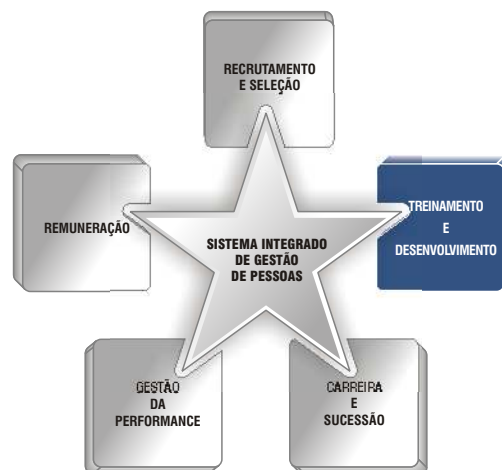 RECRUTAMENTO
E SELEÇÃO
REMUNERAÇÃO
TREINAMENTO
E
DESENVOLVIMENTO
SISTEMA INTEGRADO
DE GESTÃO
DE PESSOAS
GESTÃO
DA
PERFORMANCE
CARREIRA
E
SUCESSÃO